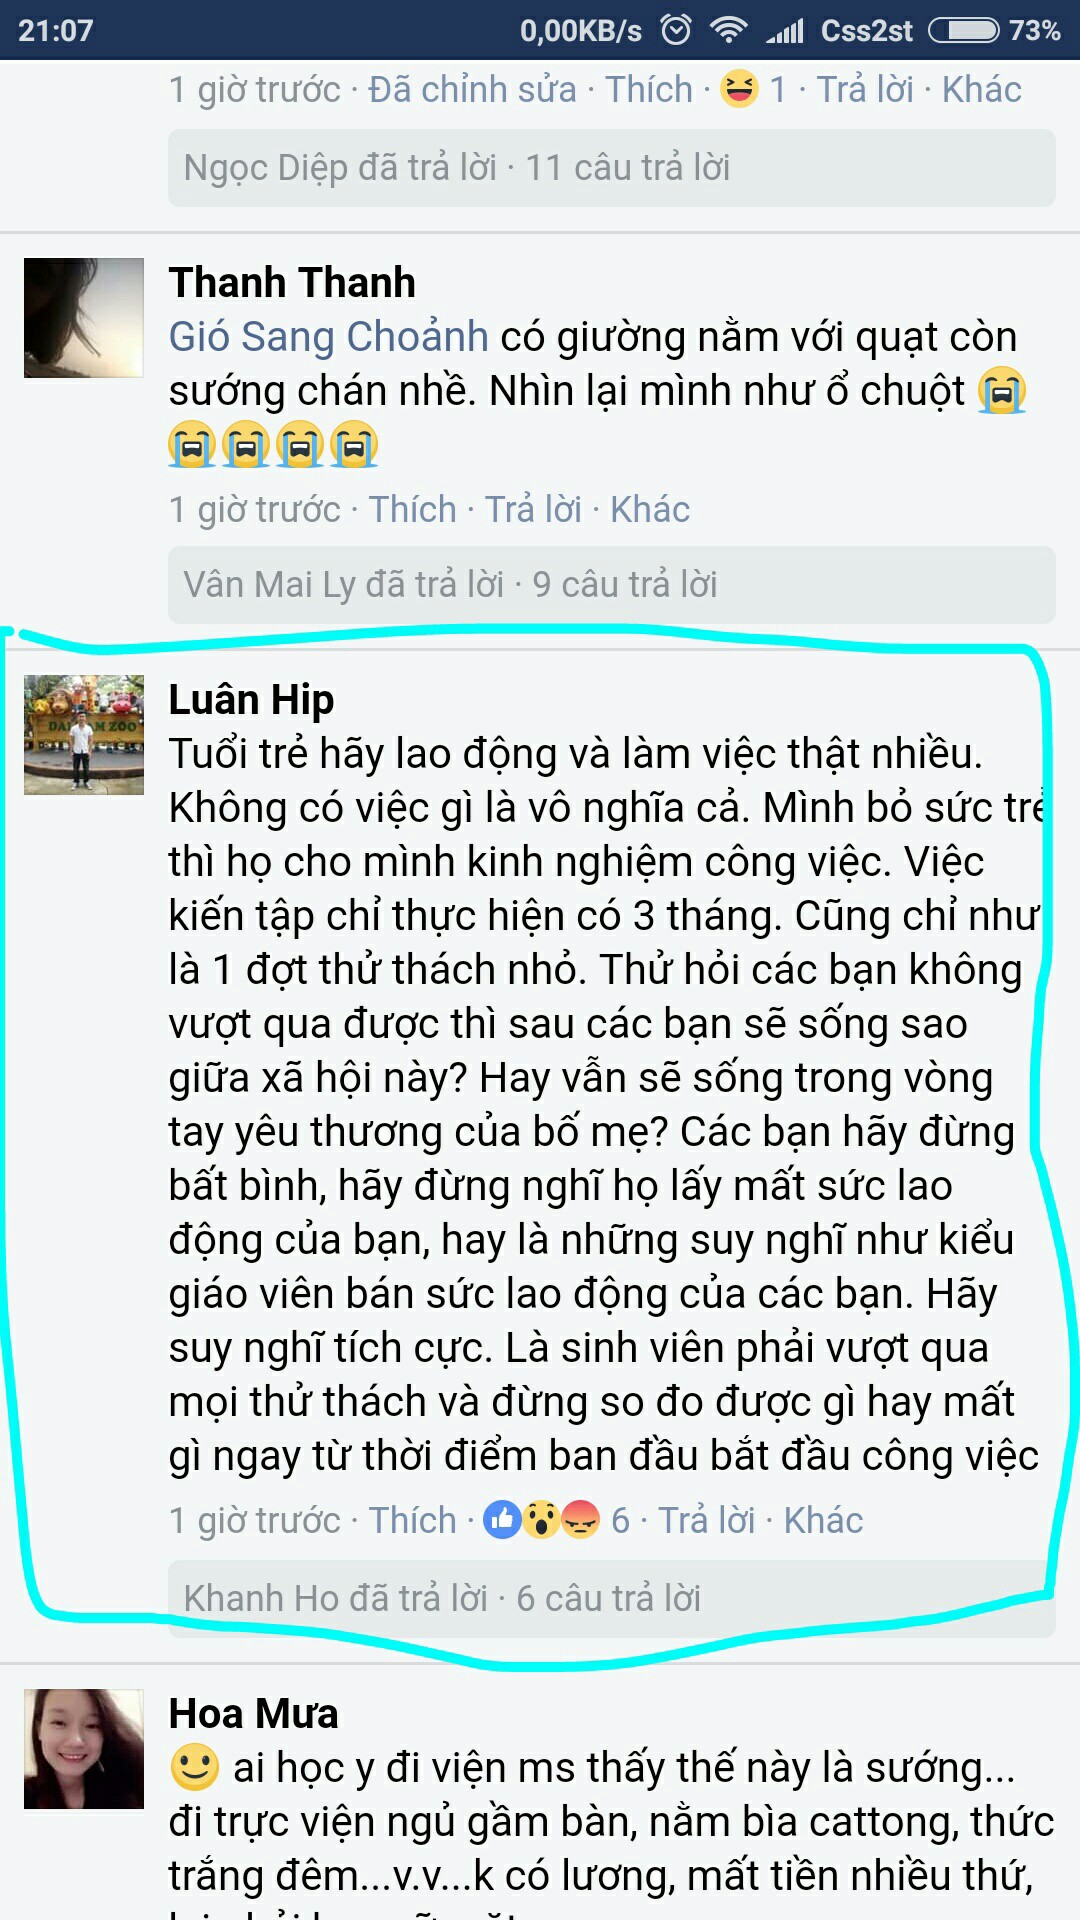 21:07 0,00KB/s Css2st 73%
1 giờ trước · Đã chỉnh sửa · Thích · 😆 1 · Trả lời · Khác
Ngọc Diệp đã trả lời · 11 câu trả lời
Thanh Thanh
Gió Sang Choảnh có giường nằm với quạt còn
sướng chán nhề. Nhìn lại mình như ổ chuột 😭
😭😭😭😭
1 giờ trước · Thích · Trả lời · Khác
Vân Mai Ly đã trả lời · 9 câu trả lời
DAI NAM ZOO
Luân Hip
Tuổi trẻ hãy lao động và làm việc thật nhiều.
Không có việc gì là vô nghĩa cả. Mình bỏ sức trẻ
thì họ cho mình kinh nghiệm công việc. Việc
kiến tập chỉ thực hiện có 3 tháng. Cũng chỉ như
là 1 đợt thử thách nhỏ. Thử hỏi các bạn không
vượt qua được thì sau các bạn sẽ sống sao
giữa xã hội này? Hay vẫn sẽ sống trong vòng
tay yêu thương của bố mẹ? Các bạn hãy đừng
bất bình, hãy đừng nghĩ họ lấy mất sức lao
động của bạn, hay là những suy nghĩ như kiểu
giáo viên bán sức lao động của các bạn. Hãy
suy nghĩ tích cực. Là sinh viên phải vượt qua
mọi thử thách và đừng so đo được gì hay mất
gì ngay từ thời điểm ban đầu bắt đầu công việc
1 giờ trước · Thích · 👍😮😡 6 · Trả lời · Khác
Khanh Ho đã trả lời · 6 câu trả lời
Hoa Mưa
🙂 ai học y đi viện ms thấy thế này là sướng...
đi trực viện ngủ gầm bàn, nằm bìa cattong, thức
trắng đêm...v.v...k có lương, mất tiền nhiều thứ,